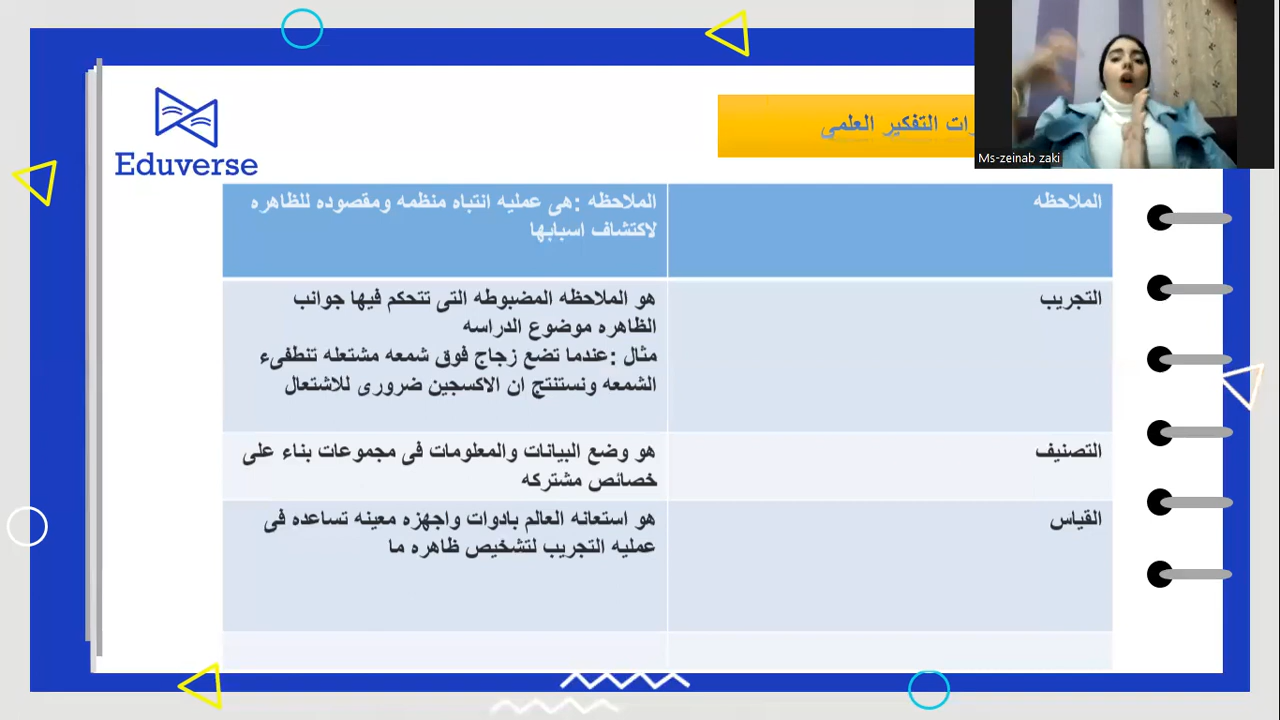 Eduverse
رات التفكير العلمى
Ms-zeinab zaki
الملاحظه
الملاحظه :هى عمليه انتباه منظمه ومقصوده للظاهره
لاكتشاف اسبابها
التجريب
هو الملاحظه المضبوطه التى تتحكم فيها جوانب
الظاهره موضوع الدراسه
مثال :عندما تضع زجاج فوق شمعه مشتعله تنطفىء
الشمعه ونستنتج ان الاكسجين ضرورى للاشتعال
التصنيف
هو وضع البيانات والمعلومات فى مجموعات بناء على
خصائص مشتركه
القياس
هو استعانه العالم بادوات واجهزه معينه تساعده فى
عمليه التجريب لتشخيص ظاهره ما